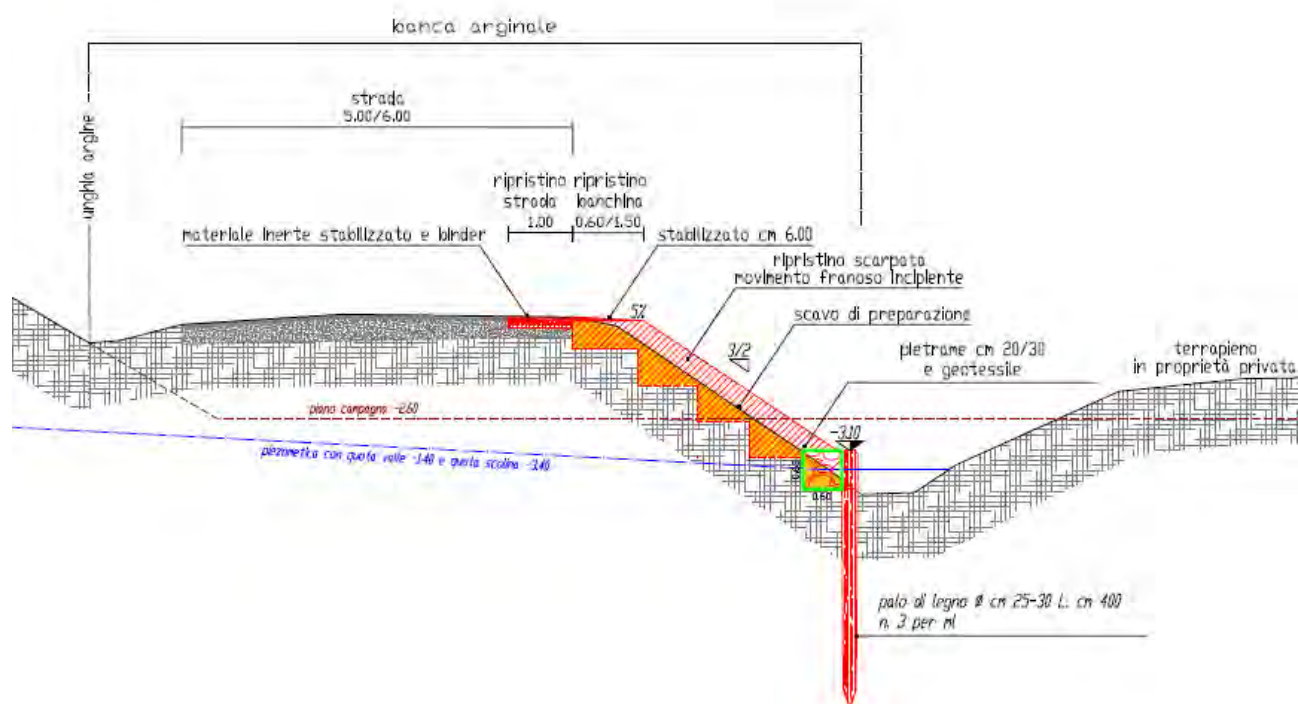 banca arginale
strada
5.00/6.00
unghia argine
ripristino
strada
1.00
ripristino
banchina
0.60/1.50
materiale inerte stabilizzato e binder
stabilizzato cm 6.00
ripristino scarpata
movimento franoso incipiente
5%
scavo di preparazione
3/2
pietrame cm 20/30
e geotessile
terrapieno
in proprietà privata
piano campagna -2.60
-3.10
piezometrica con quota valle -1.40 e quota scolina -3.40
0.60
palo di legno Ø cm 25-30 L. cm 400
n. 3 per ml